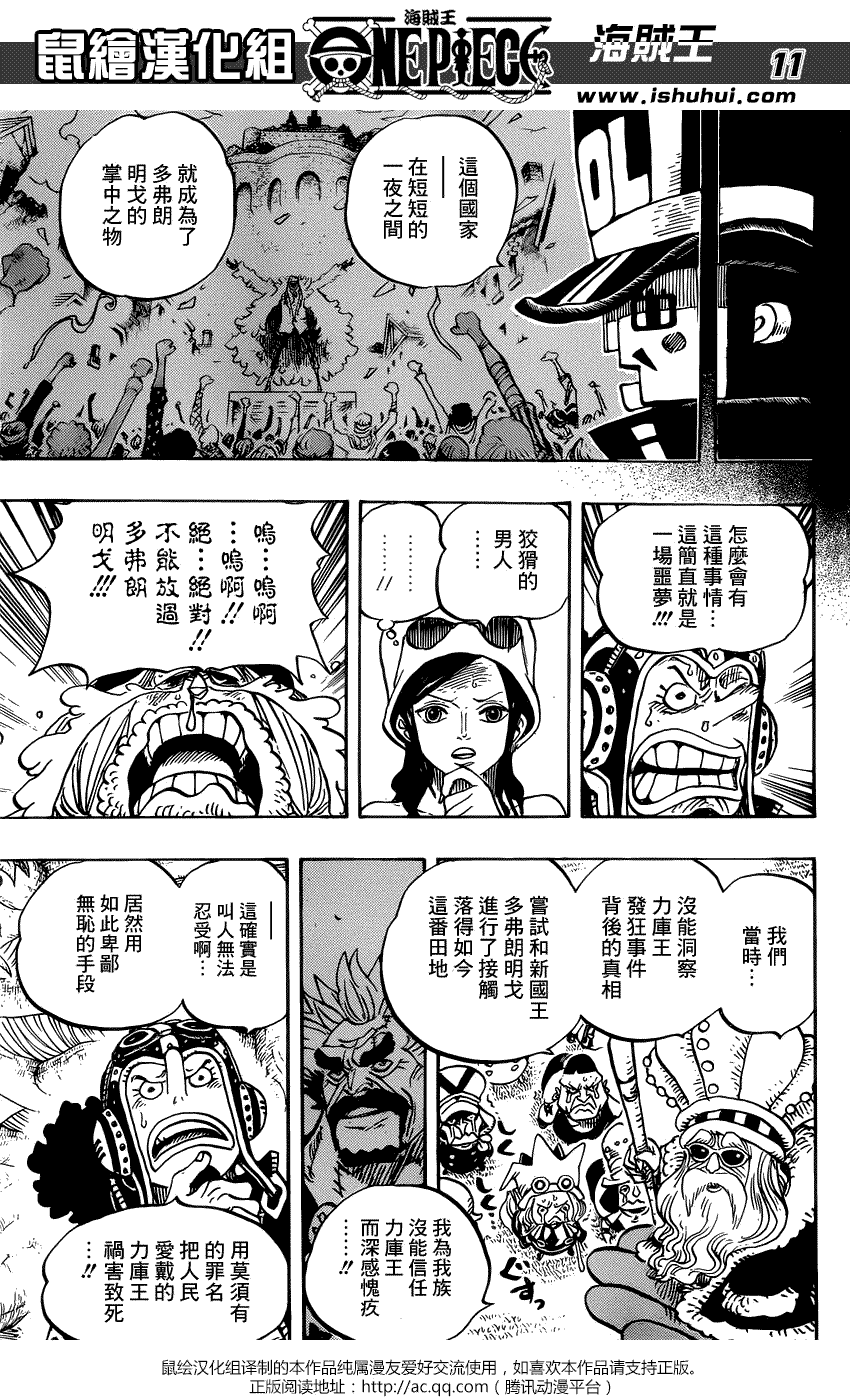 鼠繪漢化組
海賊王
ONE PIECE
海賊王
11
www.ishuhui.com
OL
這個國家
——
在短短的
一夜之間
就成為了
多弗朗
明戈的
掌中之物
怎麼會有
這種事情…
這簡直就是
一場噩夢!!!
狡猾的
男人
……
……
…!!
嗚…嗚啊
…嗚啊!!
絕…絕對!!
不能放過
多弗朗
明戈!!!
我們
當時…
沒能洞察
力庫王
發狂事件
背後的真相
嘗試和新國王
多弗朗明戈
進行了接觸
落得如今
這番田地
我為我族
沒能信任
力庫王
而深感愧疚
……!!
ぐすっ
——
這確實是
叫人無法
忍受啊…
居然用
如此卑鄙
無恥的手段
用莫須有
的罪名
把人民
愛戴的
力庫王
禍害致死
…!!
鼠绘汉化组译制的本作品纯属漫友爱好交流使用，如喜欢本作品请支持正版。
正版阅读地址：http://ac.qq.com（腾讯动漫平台）